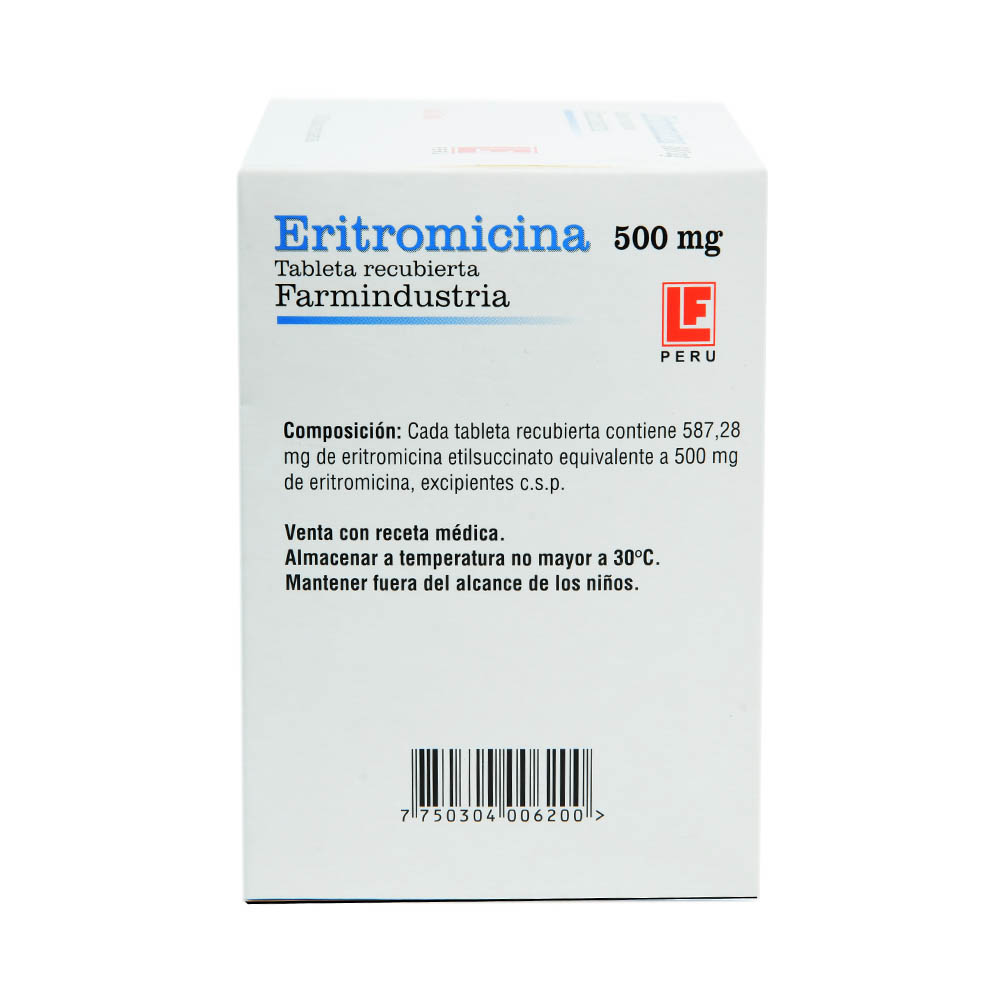 Eritromicina 500 mg
Tableta recubierta
Farmindustria
LF
PERU
Composición: Cada tableta recubierta contiene 587,28
mg de eritromicina etilsuccinato equivalente a 500 mg
de eritromicina, excipientes c.s.p.
Venta con receta médica.
Almacenar a temperatura no mayor a 30°C.
Mantener fuera del alcance de los niños.
7 750304 006200 >